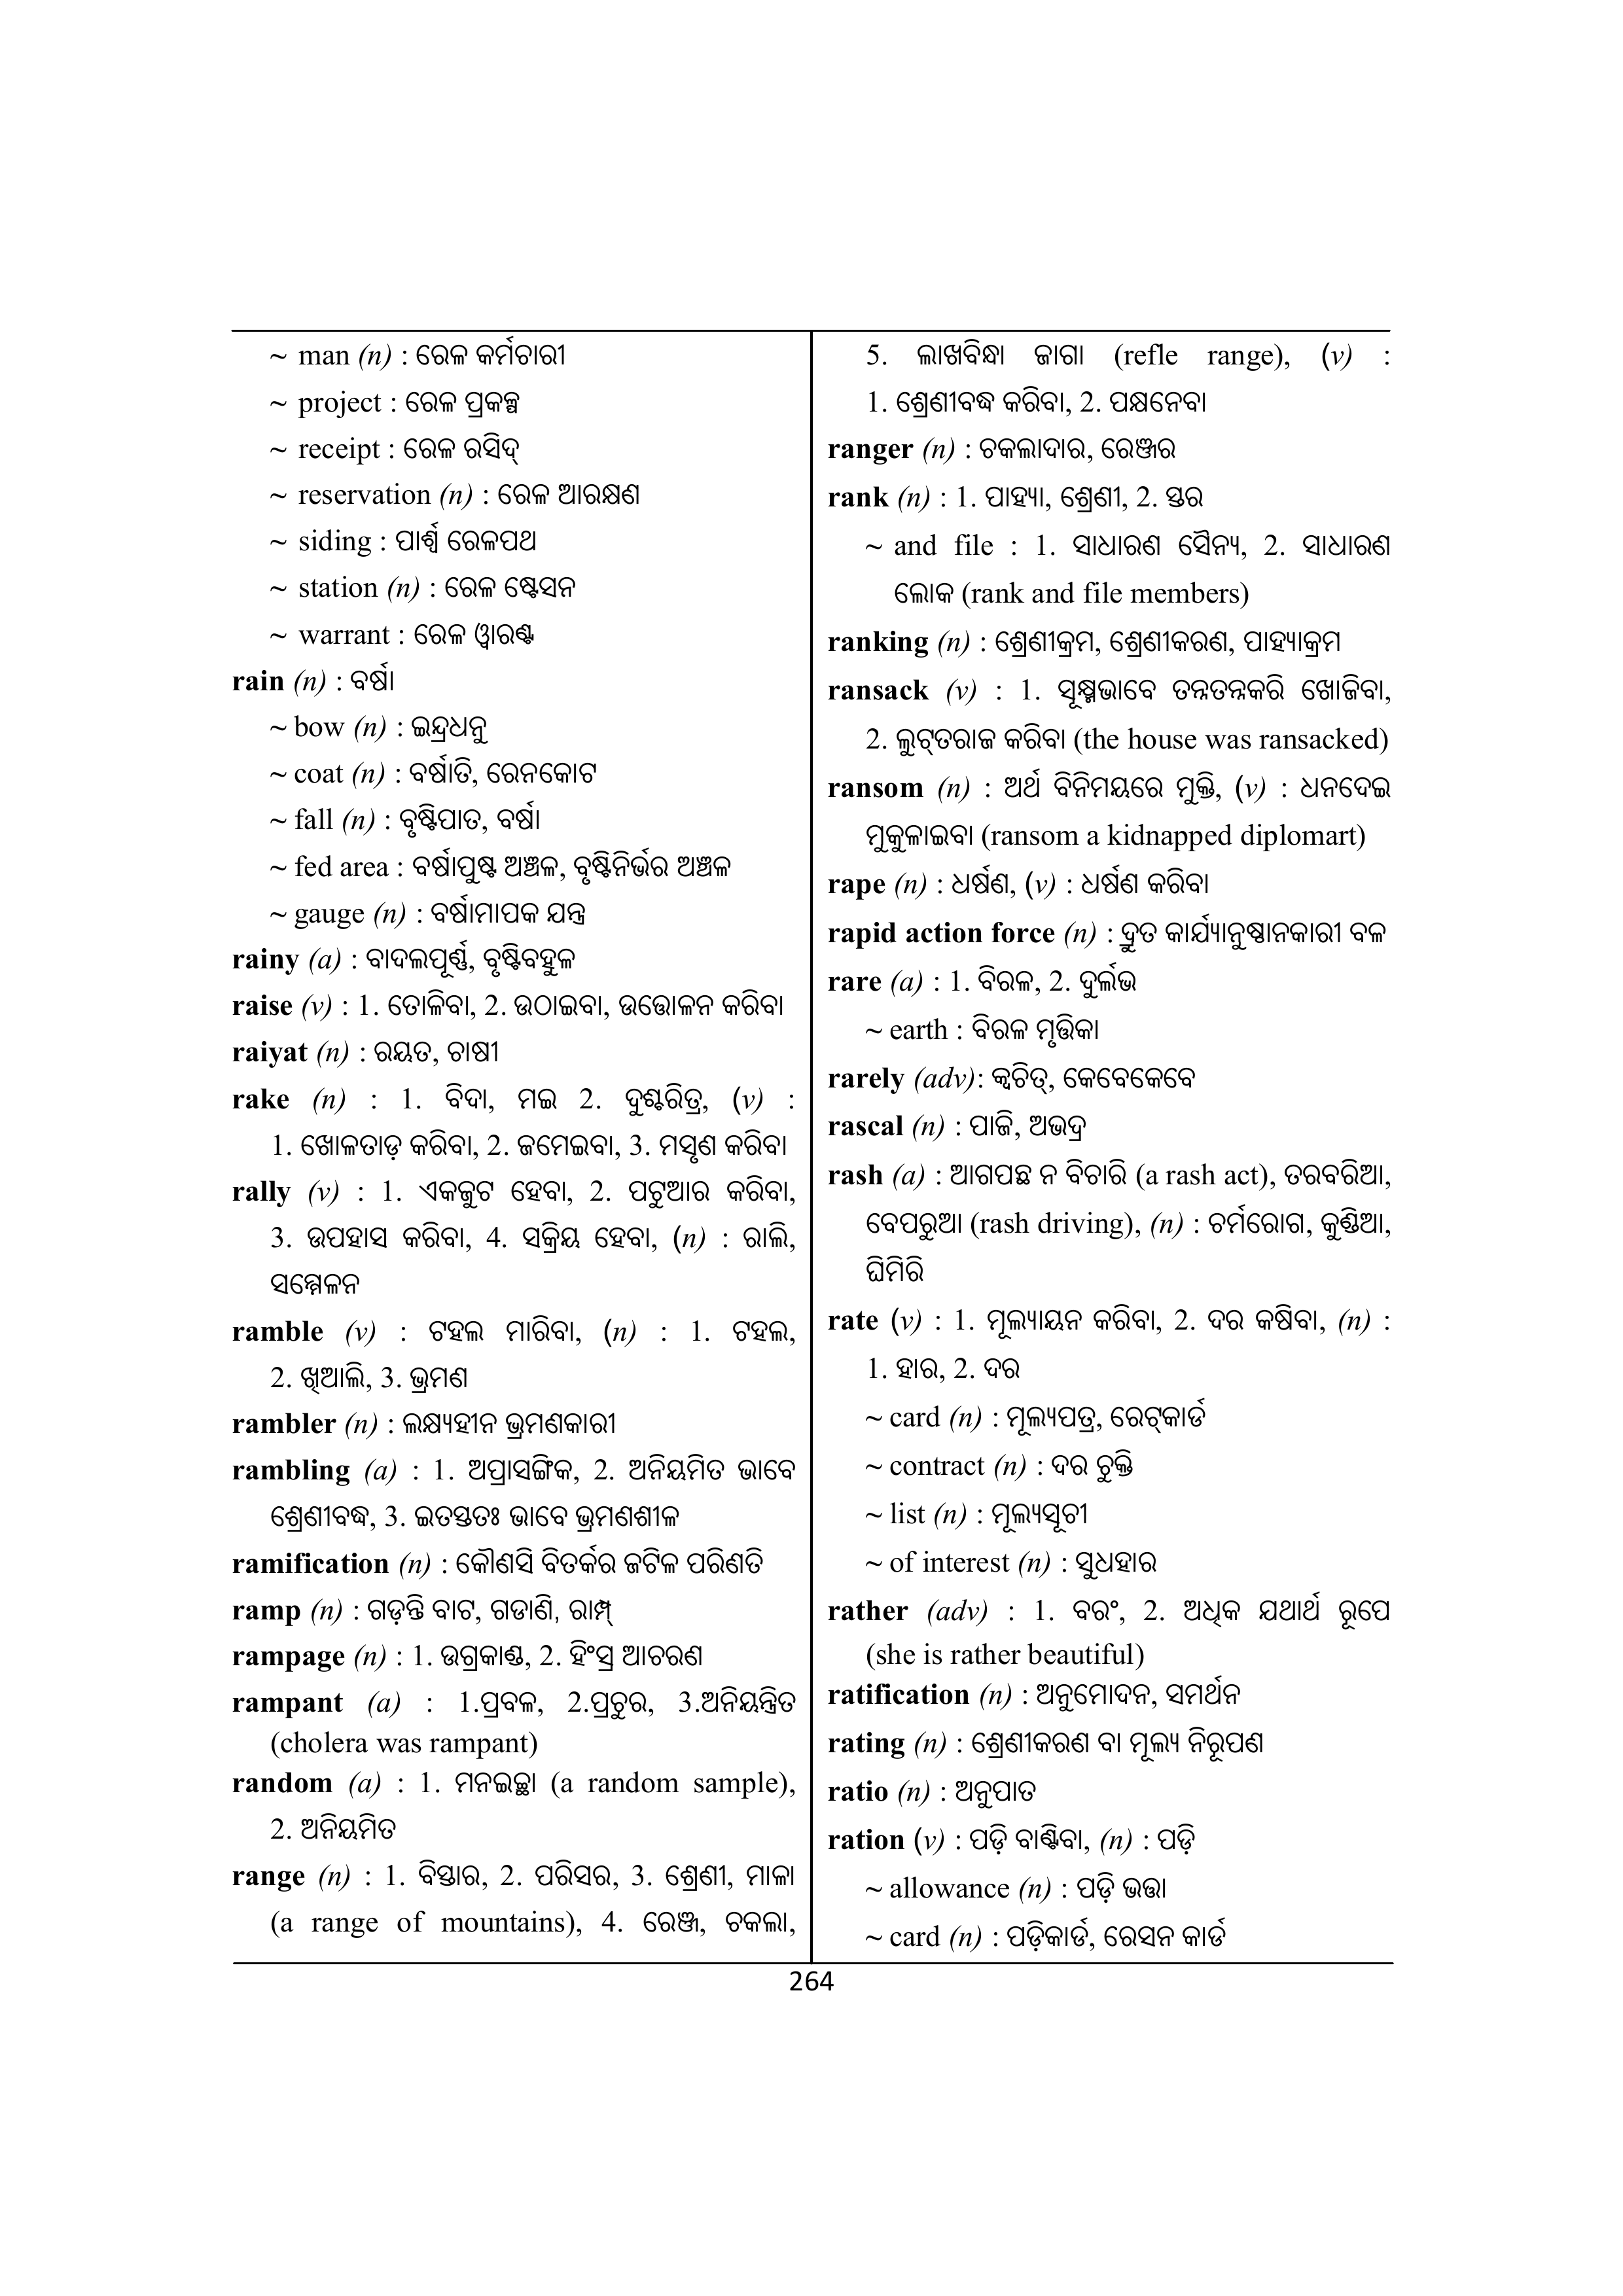 ~ man (n) : ରେଳ କର୍ମଚାରୀ
~ project : ରେଳ ପ୍ରକଳ୍ପ
~ receipt : ରେଳ ରସିଦ୍
~ reservation (n) : ରେଳ ଆରକ୍ଷଣ
~ siding : ପାର୍ଶ୍ୱ ରେଳପଥ
~ station (n) : ରେଳ ଷ୍ଟେସନ
~ warrant : ରେଳ ୱାରଣ୍ଟ
rain (n) : ବର୍ଷା
~ bow (n) : ଇନ୍ଦ୍ରଧନୁ
~ coat (n) : ବର୍ଷାତି, ରେନକୋଟ
~ fall (n) : ବୃଷ୍ଟିପାତ, ବର୍ଷା
~ fed area : ବର୍ଷାପୁଷ୍ଟ ଅଞ୍ଚଳ, ବୃଷ୍ଟିନିର୍ଭର ଅଞ୍ଚଳ
~ gauge (n) : ବର୍ଷାମାପକ ଯନ୍ତ୍ର
rainy (a) : ବାଦଲପୂର୍ଣ୍ଣ, ବୃଷ୍ଟିବହୁଳ
raise (v) : 1. ତୋଳିବା, 2. ଉଠାଇବା, ଉତ୍ତୋଳନ କରିବା
raiyat (n) : ରୟତ, ଚାଷୀ
rake (n) : 1. ବିଦା, ମଇ 2. ଦୁଶ୍ଚରିତ୍ର, (v) :
1. ଖୋଳତାଡ଼ କରିବା, 2. ଜମେଇବା, 3. ମସୃଣ କରିବା
rally (v) : 1. ଏକଜୁଟ ହେବା, 2. ପଟୁଆର କରିବା,
3. ଉପହାସ କରିବା, 4. ସକ୍ରିୟ ହେବା, (n) : ରାଲି,
ସମ୍ମେଳନ
ramble (v) : ଟହଲ ମାରିବା, (n) : 1. ଟହଲ,
2. ଖିଆଲି, 3. ଭ୍ରମଣ
rambler (n) : ଲକ୍ଷ୍ୟହୀନ ଭ୍ରମଣକାରୀ
rambling (a) : 1. ଅପ୍ରାସଙ୍ଗିକ, 2. ଅନିୟମିତ ଭାବେ
ଶ୍ରେଣୀବଦ୍ଧ, 3. ଇତସ୍ତତଃ ଭାବେ ଭ୍ରମଣଶୀଳ
ramification (n) : କୌଣସି ବିତର୍କର ଜଟିଳ ପରିଣତି
ramp (n) : ଗଡ଼ନ୍ତି ବାଟ, ଗଡାଣି, ରାମ୍ପ୍
rampage (n) : 1. ଉଗ୍ରକାଣ୍ଡ, 2. ହିଂସ୍ର ଆଚରଣ
rampant (a) : 1.ପ୍ରବଳ, 2.ପ୍ରଚୁର, 3.ଅନିୟନ୍ତ୍ରିତ
(cholera was rampant)
random (a) : 1. ମନଇଚ୍ଛା (a random sample),
2. ଅନିୟମିତ
range (n) : 1. ବିସ୍ତାର, 2. ପରିସର, 3. ଶ୍ରେଣୀ, ମାଳା
(a range of mountains), 4. ରେଞ୍ଜ, ଚକଲା,
5. ଲାଖବିନ୍ଧା ଜାଗା (refle range), (v) :
1. ଶ୍ରେଣୀବଦ୍ଧ କରିବା, 2. ପକ୍ଷନେବା
ranger (n) : ଚକଲାଦାର, ରେଞ୍ଜର
rank (n) : 1. ପାହ୍ୟା, ଶ୍ରେଣୀ, 2. ସ୍ତର
~ and file : 1. ସାଧାରଣ ସୈନ୍ୟ, 2. ସାଧାରଣ
ଲୋକ (rank and file members)
ranking (n) : ଶ୍ରେଣୀକ୍ରମ, ଶ୍ରେଣୀକରଣ, ପାହ୍ୟାକ୍ରମ
ransack (v) : 1. ସୂକ୍ଷ୍ମଭାବେ ତନ୍ନତନ୍ନକରି ଖୋଜିବା,
2. ଲୁଟ୍‌ତରାଜ କରିବା (the house was ransacked)
ransom (n) : ଅର୍ଥ ବିନିମୟରେ ମୁକ୍ତି, (v) : ଧନଦେଇ
ମୁକୁଳାଇବା (ransom a kidnapped diplomart)
rape (n) : ଧର୍ଷଣ, (v) : ଧର୍ଷଣ କରିବା
rapid action force (n) : ଦ୍ରୁତ କାର୍ଯ୍ୟାନୁଷ୍ଠାନକାରୀ ବଳ
rare (a) : 1. ବିରଳ, 2. ଦୁର୍ଲଭ
~ earth : ବିରଳ ମୃତ୍ତିକା
rarely (adv): କ୍ୱଚିତ୍, କେବେକେବେ
rascal (n) : ପାଜି, ଅଭଦ୍ର
rash (a) : ଆଗପଛ ନ ବିଚାରି (a rash act), ତରବରିଆ,
ବେପରୁଆ (rash driving), (n) : ଚର୍ମରୋଗ, କୁଣ୍ଡିଆ,
ଘିମିରି
rate (v) : 1. ମୂଲ୍ୟାୟନ କରିବା, 2. ଦର କଷିବା, (n) :
1. ହାର, 2. ଦର
~ card (n) : ମୂଲ୍ୟପତ୍ର, ରେଟ୍‌କାର୍ଡ
~ contract (n) : ଦର ଚୁକ୍ତି
~ list (n) : ମୂଲ୍ୟସୂଚୀ
~ of interest (n) : ସୁଧହାର
rather (adv) : 1. ବରଂ, 2. ଅଧିକ ଯଥାର୍ଥ ରୂପେ
(she is rather beautiful)
ratification (n) : ଅନୁମୋଦନ, ସମର୍ଥନ
rating (n) : ଶ୍ରେଣୀକରଣ ବା ମୂଲ୍ୟ ନିରୂପଣ
ratio (n) : ଅନୁପାତ
ration (v) : ପଡ଼ି ବାଣ୍ଟିବା, (n) : ପଡ଼ି
~ allowance (n) : ପଡ଼ି ଭତ୍ତା
~ card (n) : ପଡ଼ିକାର୍ଡ, ରେସନ କାର୍ଡ
264